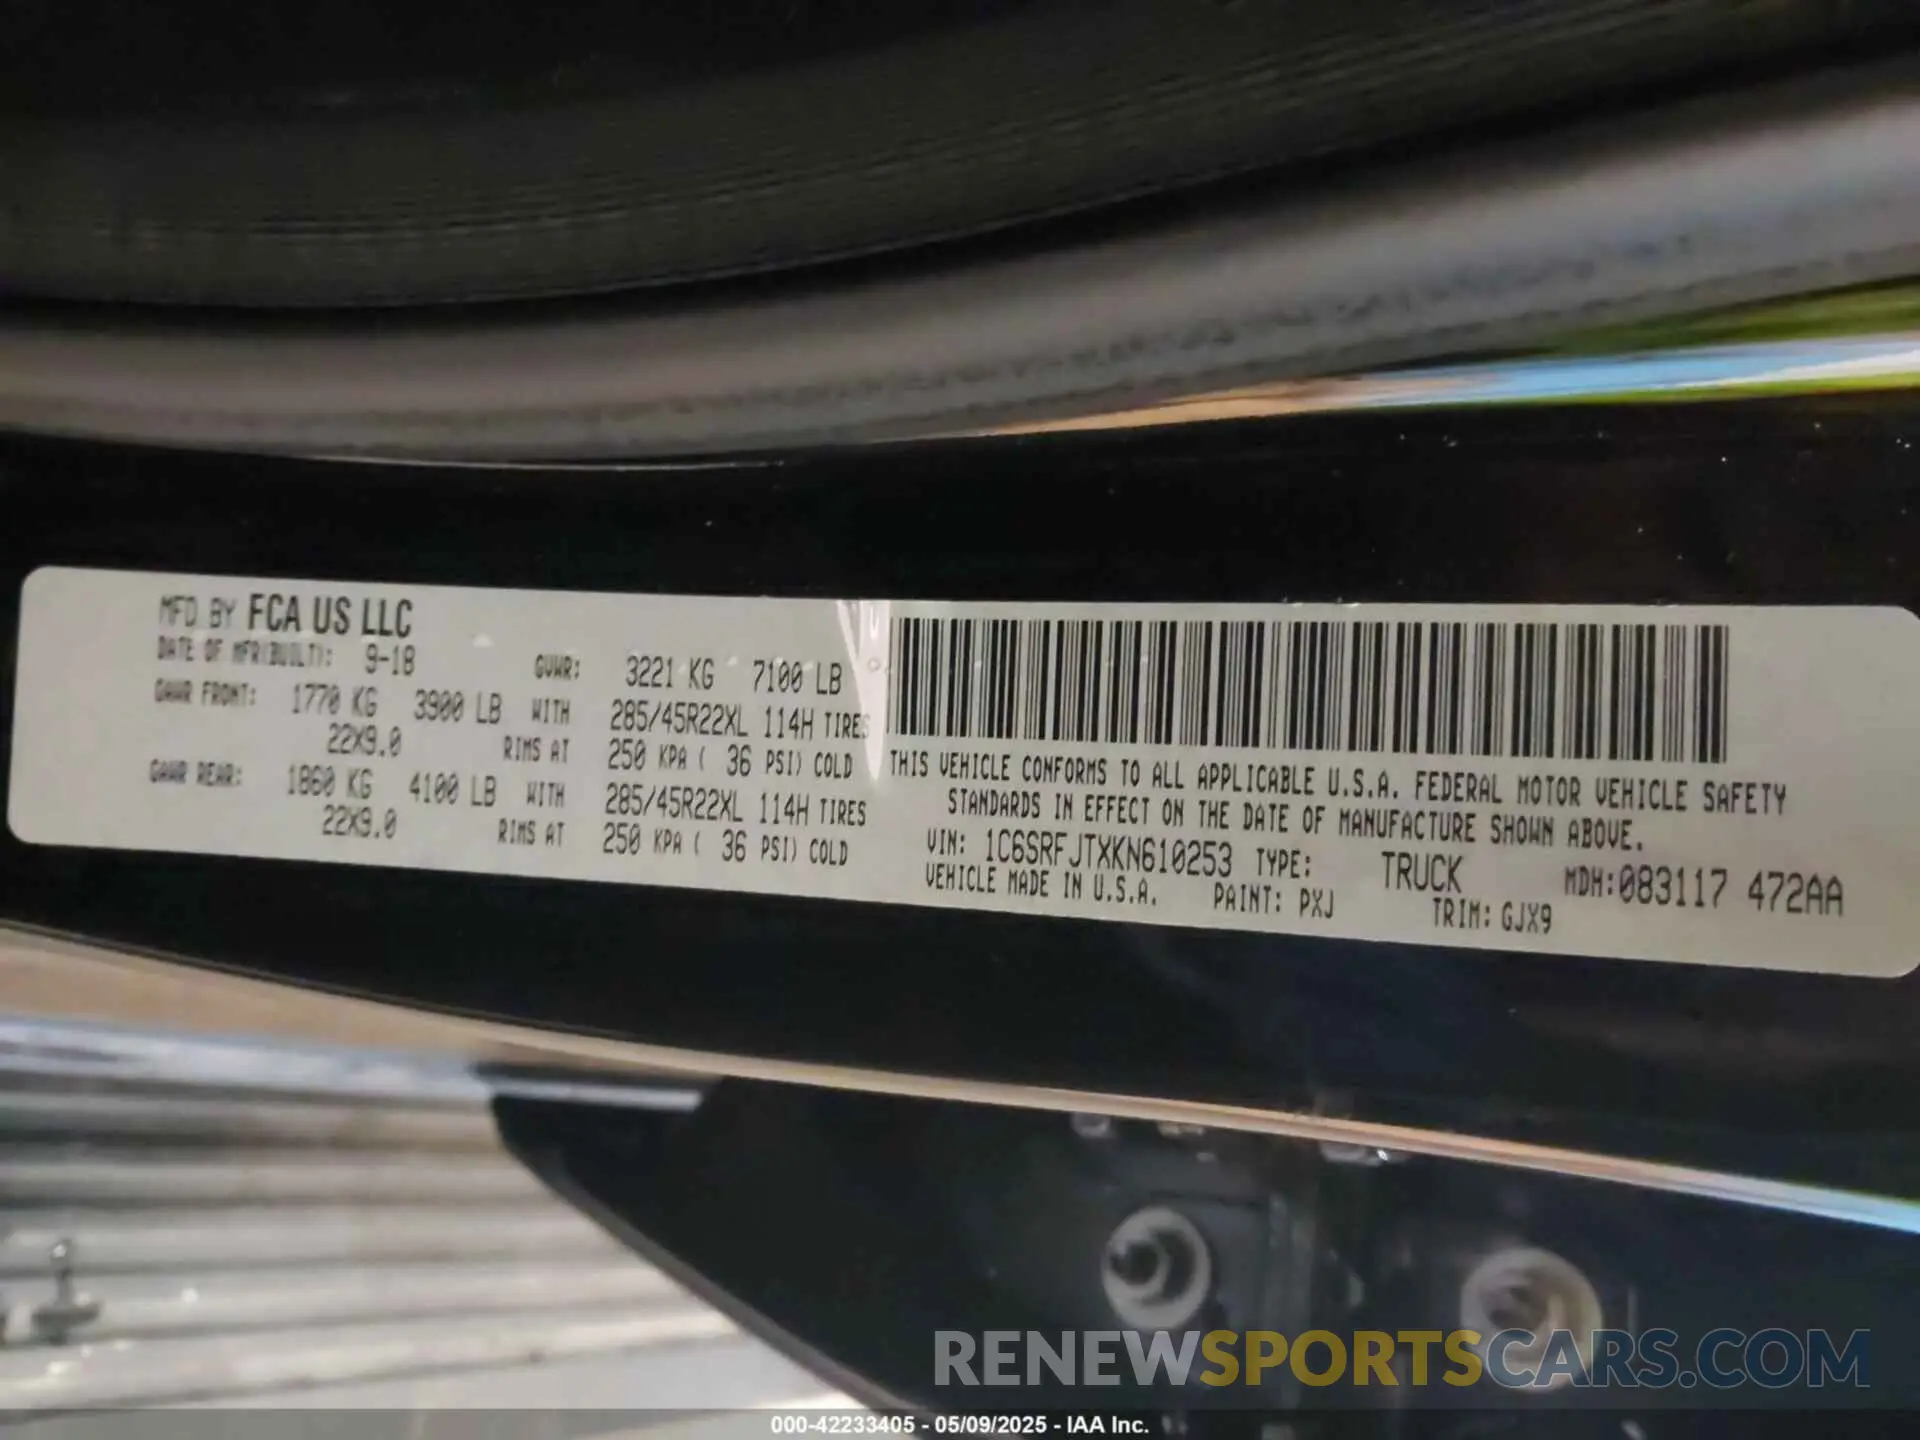 MFD BY FCA US LLC
DATE OF MFR(BUILT): 9-18 GVWR: 3221 KG 7100 LB
GAWR FRONT: 1770 KG 3900 LB WITH 285/45R22XL 114H TIRES
22X9.0 RIMS AT 250 KPA ( 36 PSI) COLD
GAWR REAR: 1860 KG 4100 LB WITH 285/45R22XL 114H TIRES
22X9.0 RIMS AT 250 KPA ( 36 PSI) COLD
THIS VEHICLE CONFORMS TO ALL APPLICABLE U.S.A. FEDERAL MOTOR VEHICLE SAFETY
STANDARDS IN EFFECT ON THE DATE OF MANUFACTURE SHOWN ABOVE.
VIN: 1C6SRFJTXKN610253 TYPE: TRUCK MDH:083117 472AA
VEHICLE MADE IN U.S.A. PAINT: PXJ TRIM: GJX9
RENEWSPORTSCARS.COM
000-42233405 - 05/09/2025 - IAA Inc.